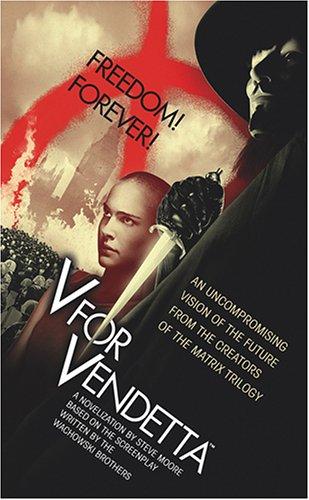 FREEDOM!
FOREVER!
AN UNCOMPROMISING
VISION OF THE FUTURE
FROM THE CREATORS
OF THE MATRIX TRILOGY
V FOR
VENDETTA™
A NOVELIZATION BY STEVE MOORE
BASED ON THE SCREENPLAY
WRITTEN BY THE
WACHOWSKI BROTHERS